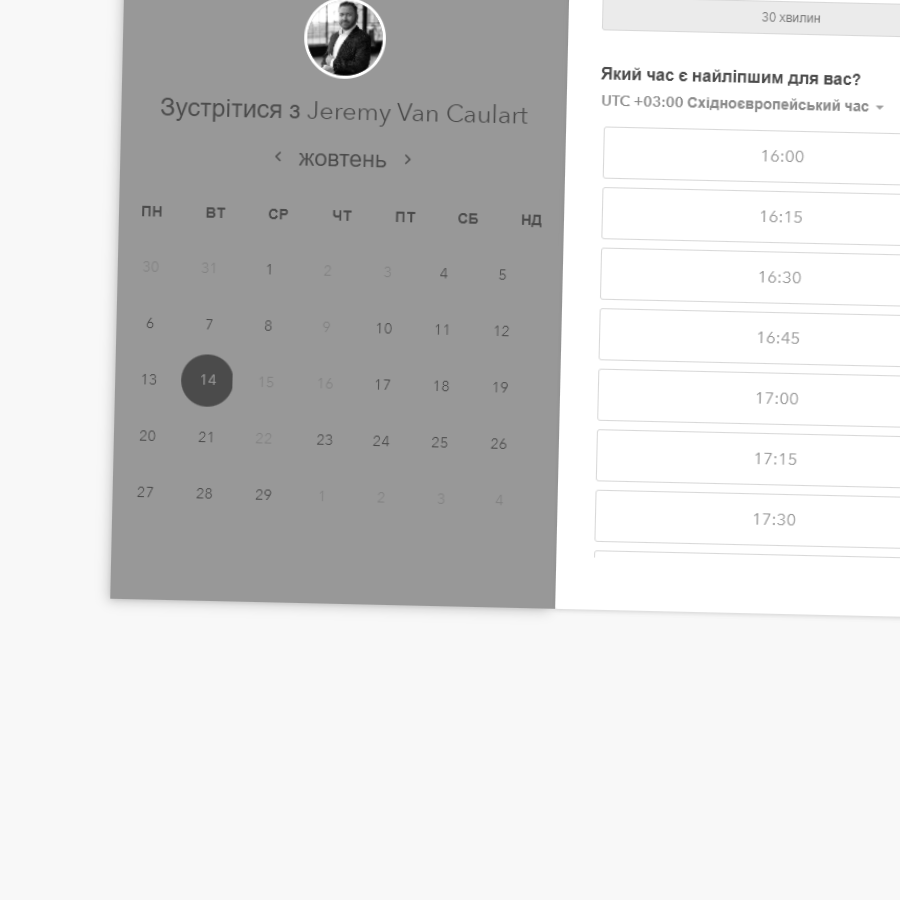 Зустрітися з Jeremy Van Caulart
жовтень
ПН ВТ СР ЧТ ПТ СБ НД
30 31 1 2 3 4 5
6 7 8 9 10 11 12
13 14 15 16 17 18 19
20 21 22 23 24 25 26
27 28 29 1 2 3 4
30 хвилин
Який час є найліпшим для вас?
UTC +03:00 Східноєвропейський час
16:00
16:15
16:30
16:45
17:00
17:15
17:30